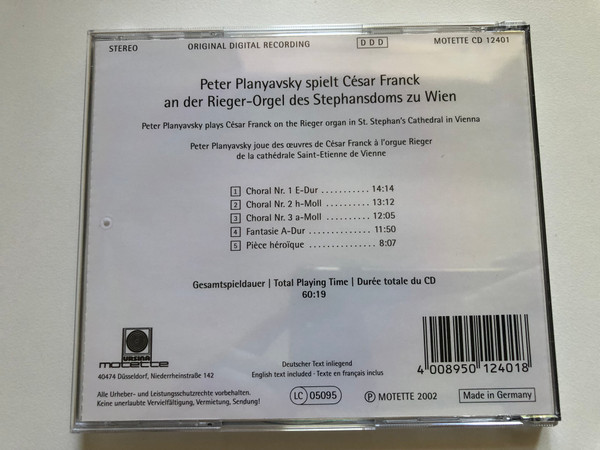 STEREO ORIGINAL DIGITAL RECORDING DDD MOTETTE CD 12401
Peter Planyavsky spielt César Franck
an der Rieger-Orgel des Stephansdoms zu Wien
Peter Planyavsky plays César Franck on the Rieger organ in St. Stephan's Cathedral in Vienna
Peter Planyavsky joue des œuvres de César Franck à l'orgue Rieger
de la cathédrale Saint-Etienne de Vienne
1 Choral Nr. 1 E-Dur ........... 14:14
2 Choral Nr. 2 h-Moll .......... 13:12
3 Choral Nr. 3 a-Moll .......... 12:05
4 Fantasie A-Dur ............... 11:50
5 Pièce héroïque ............... 8:07
Gesamtspieldauer | Total Playing Time | Durée totale du CD
60:19
URSINA
motette
40474 Düsseldorf, Niederrheinstraße 142
Deutscher Text inliegend
English text included · Texte en français inclus
4 008950 124018
Alle Urheber- und Leistungsschutzrechte vorbehalten.
Keine unerlaubte Vervielfältigung, Vermietung, Sendung!
LC 05095
Ⓟ MOTETTE 2002
Made in Germany